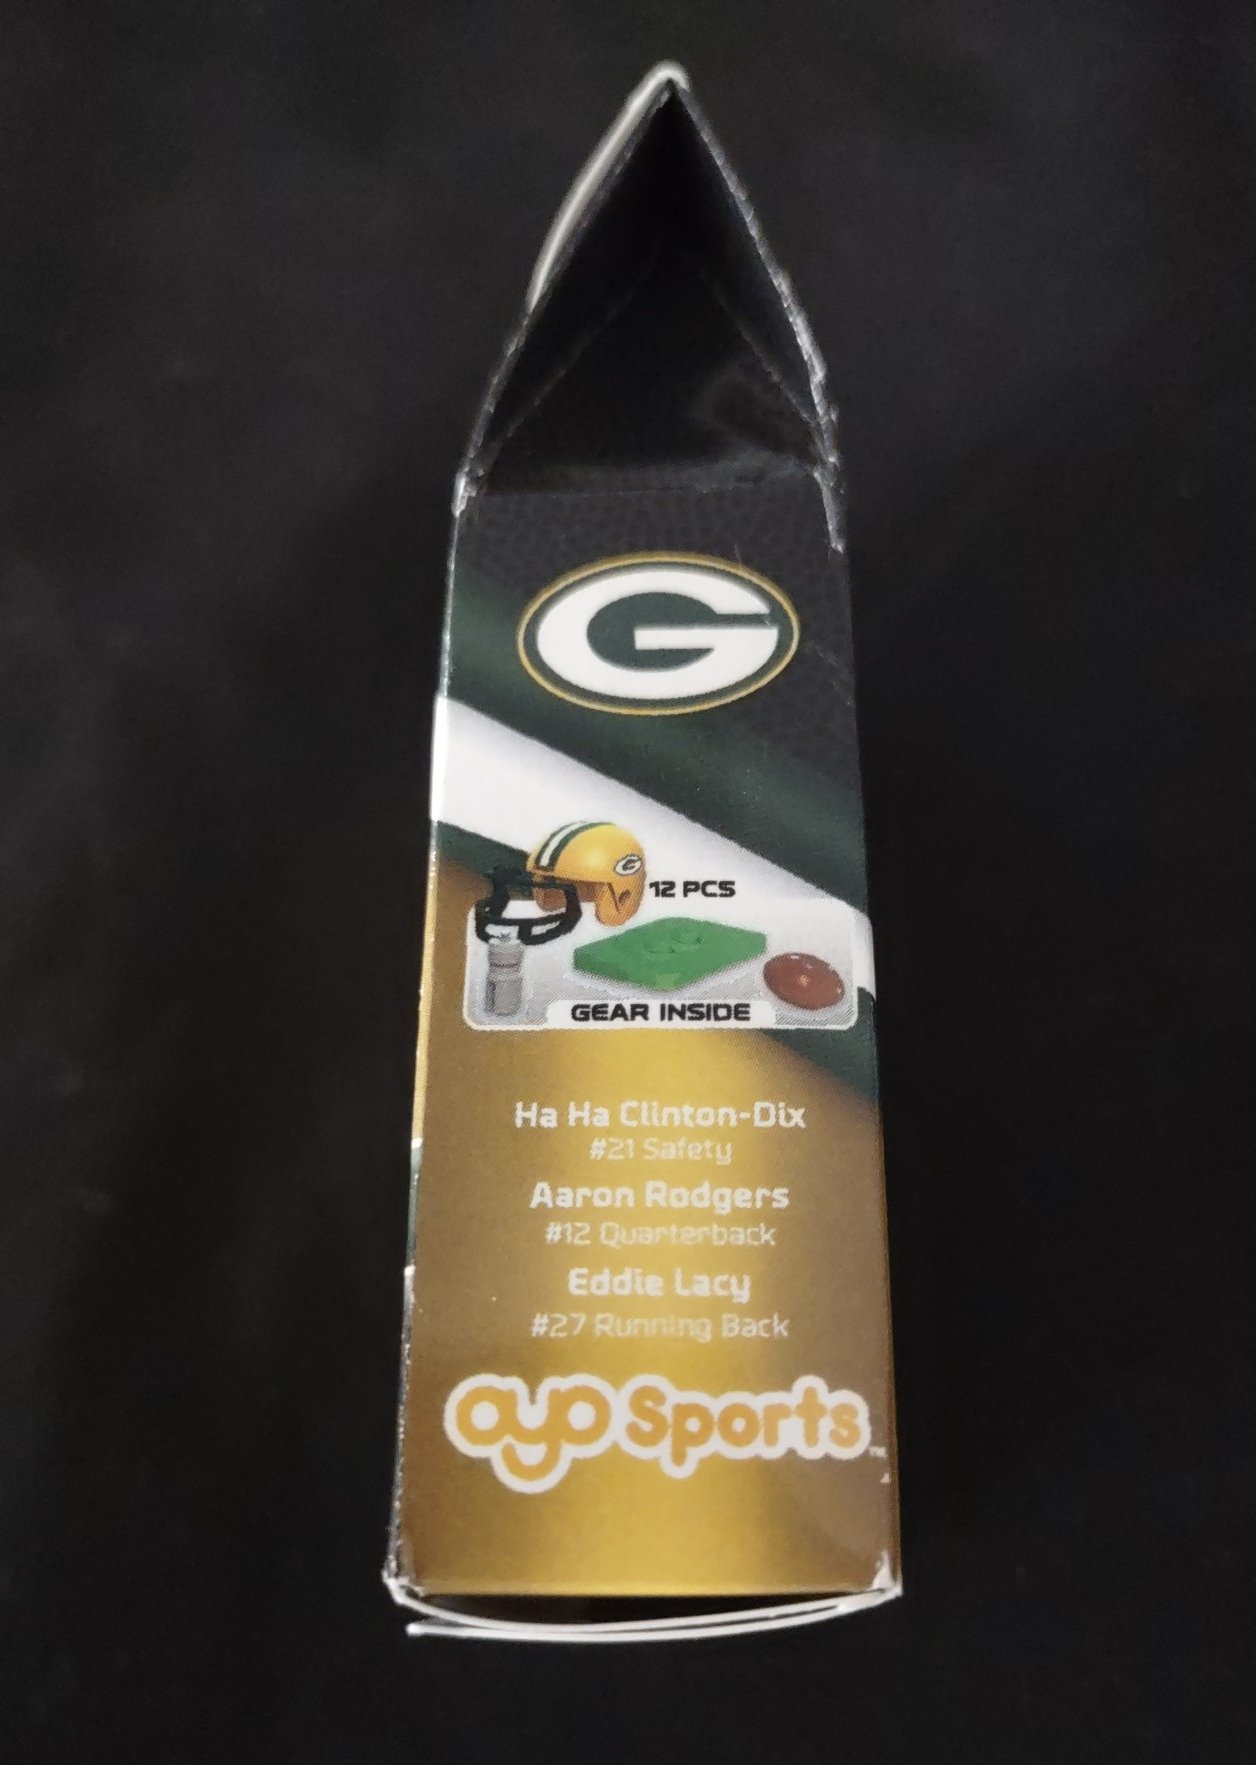 G
12 PCS
GEAR INSIDE
Ha Ha Clinton-Dix
#21 Safety
Aaron Rodgers
#12 Quarterback
Eddie Lacy
#27 Running Back
oyo Sports™